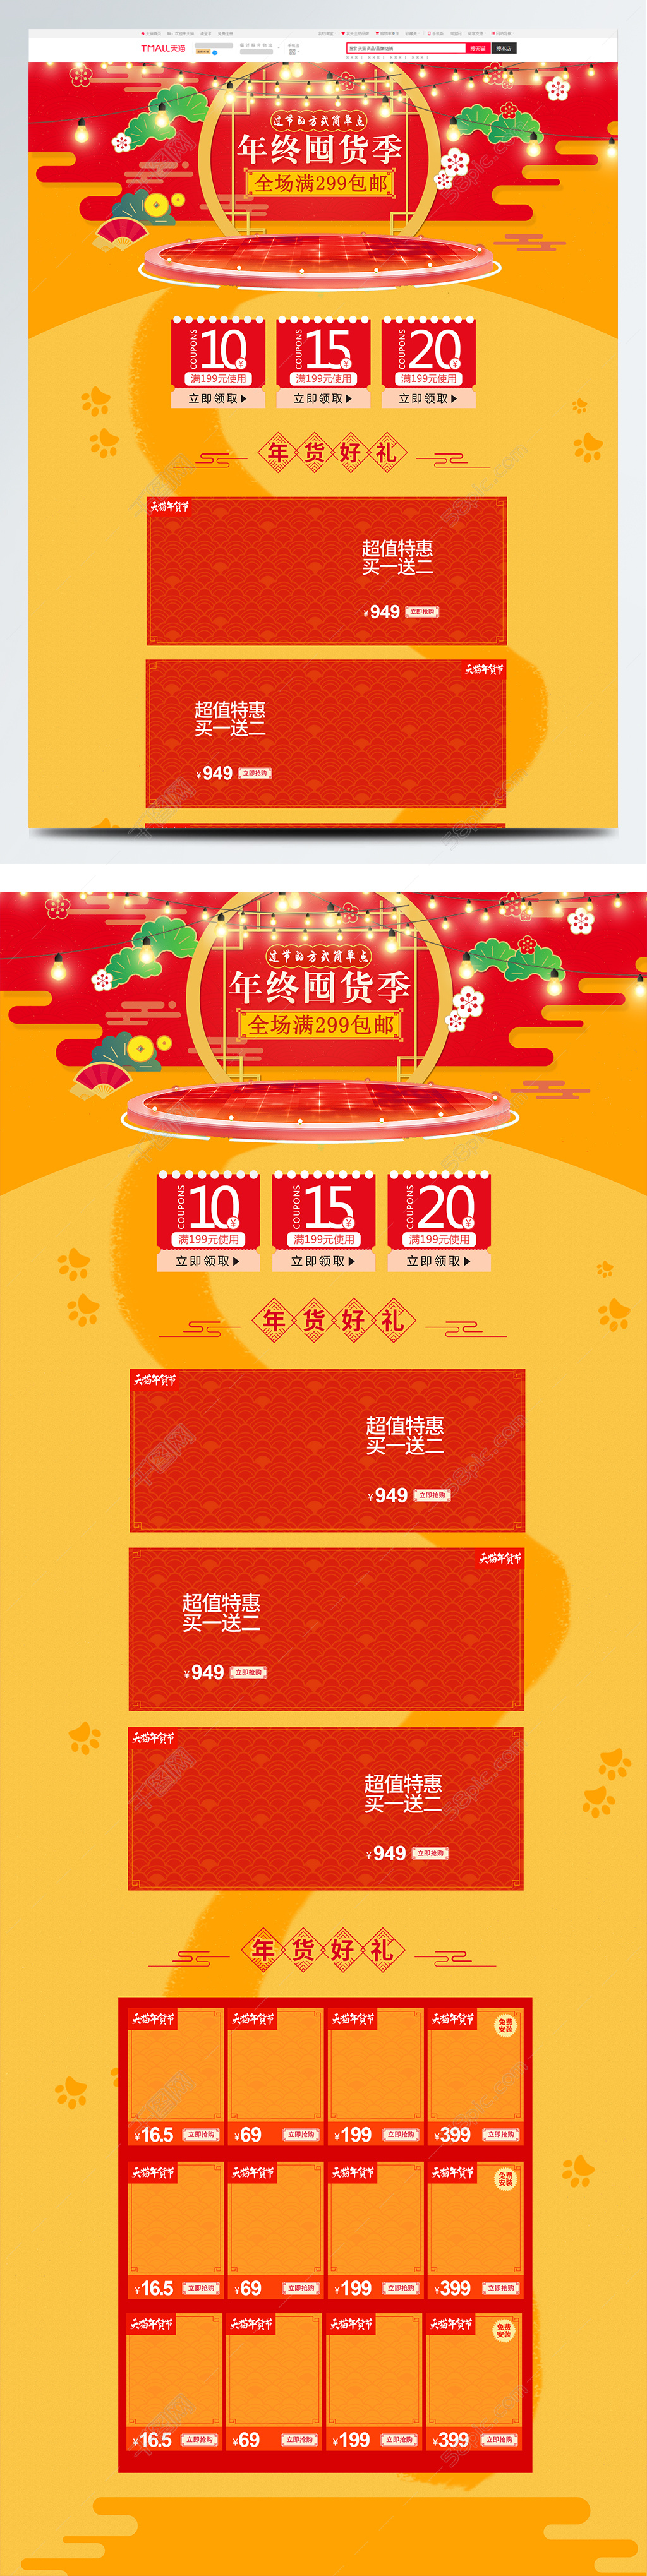 TMALL天猫
搜索 天猫 商品/品牌/店铺
搜天猫
搜本店
过节的方式简单点
年终囤货季
全场满299包邮
COUPONS 10 ¥
满199元使用
立即领取
COUPONS 15 ¥
满199元使用
立即领取
COUPONS 20 ¥
满199元使用
立即领取
年货好礼
天猫年货节
超值特惠
买一送二
¥949 立即抢购
天猫年货节
超值特惠
买一送二
¥949 立即抢购
过节的方式简单点
年终囤货季
全场满299包邮
COUPONS 10 ¥
满199元使用
立即领取
COUPONS 15 ¥
满199元使用
立即领取
COUPONS 20 ¥
满199元使用
立即领取
年货好礼
天猫年货节
超值特惠
买一送二
¥949 立即抢购
天猫年货节
超值特惠
买一送二
¥949 立即抢购
天猫年货节
超值特惠
买一送二
¥949 立即抢购
年货好礼
天猫年货节 天猫年货节 天猫年货节 天猫年货节 免费安装
¥16.5 立即抢购 ¥69 立即抢购 ¥199 立即抢购 ¥399 立即抢购
天猫年货节 天猫年货节 天猫年货节 天猫年货节 免费安装
¥16.5 立即抢购 ¥69 立即抢购 ¥199 立即抢购 ¥399 立即抢购
天猫年货节 天猫年货节 天猫年货节 天猫年货节 免费安装
¥16.5 立即抢购 ¥69 立即抢购 ¥199 立即抢购 ¥399 立即抢购